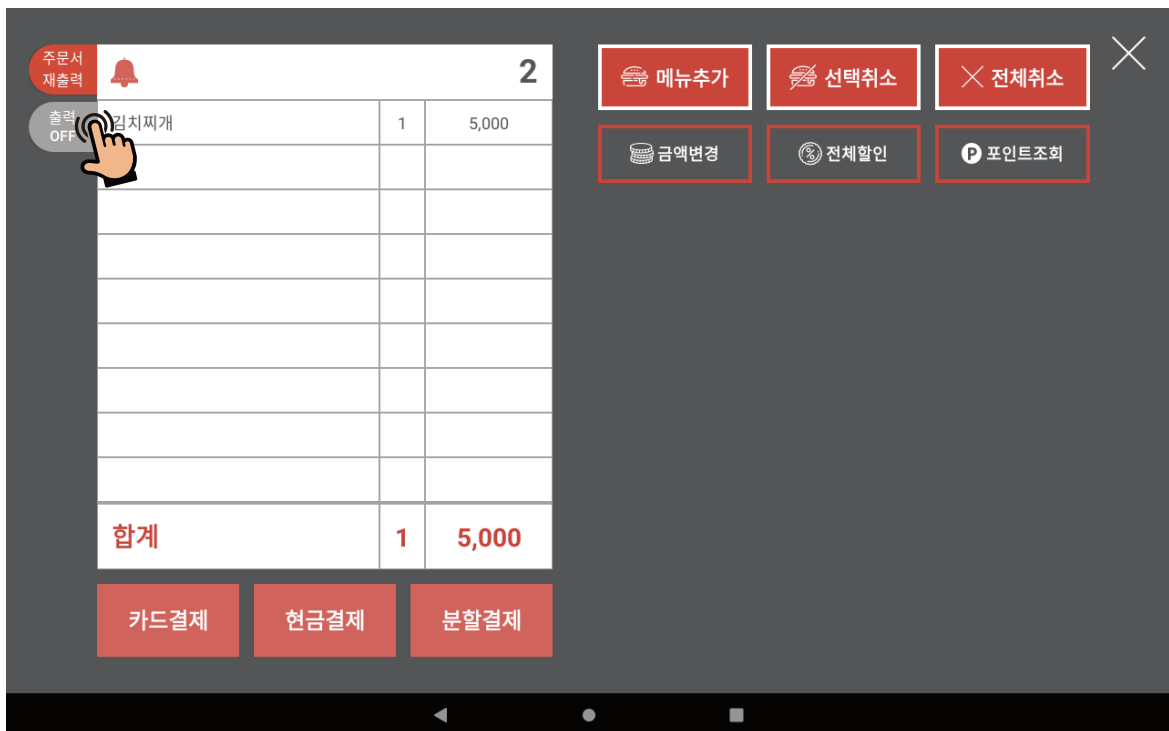 주문서
재출력
2
메뉴추가
선택취소
전체취소
출력
OFF
김치찌개 1 5,000
금액변경
전체할인
P 포인트조회
합계 1 5,000
카드결제
현금결제
분할결제